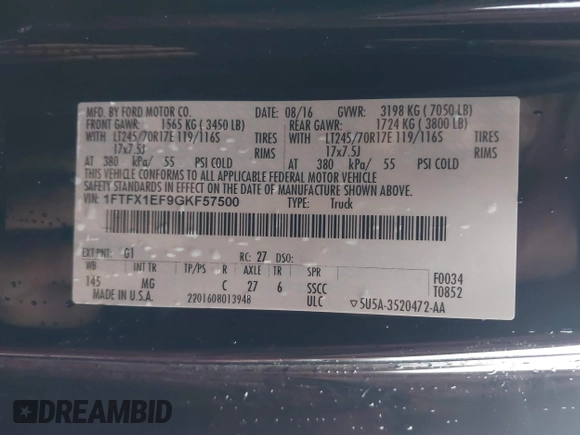 MFD. BY FORD MOTOR CO.
DATE: 08/16 GVWR: 3198 KG ( 7050 LB)
FRONT GAWR: 1565 KG ( 3450 LB) REAR GAWR: 1724 KG ( 3800 LB)
WITH LT245/70R17E 119/116S TIRES WITH LT245/70R17E 119/116S TIRES
17x7.5J RIMS 17x7.5J RIMS
AT 380 kPa/ 55 PSI COLD AT 380 kPa/ 55 PSI COLD
THIS VEHICLE CONFORMS TO ALL APPLICABLE FEDERAL MOTOR VEHICLE
SAFETY STANDARDS IN EFFECT ON THE DATE OF MANUFACTURE SHOWN ABOVE.
VIN: 1FTFX1EF9GKF57500 TYPE: Truck
EXT PNT: G1 RC: 27 DSO:
WB INT TR TP/PS R AXLE TR SPR F0034
145 MG C 27 6 SSCC T0852
MADE IN U.S.A. 2201608013948 ULC ▽5U5A-3520472-AA
DREAMBID